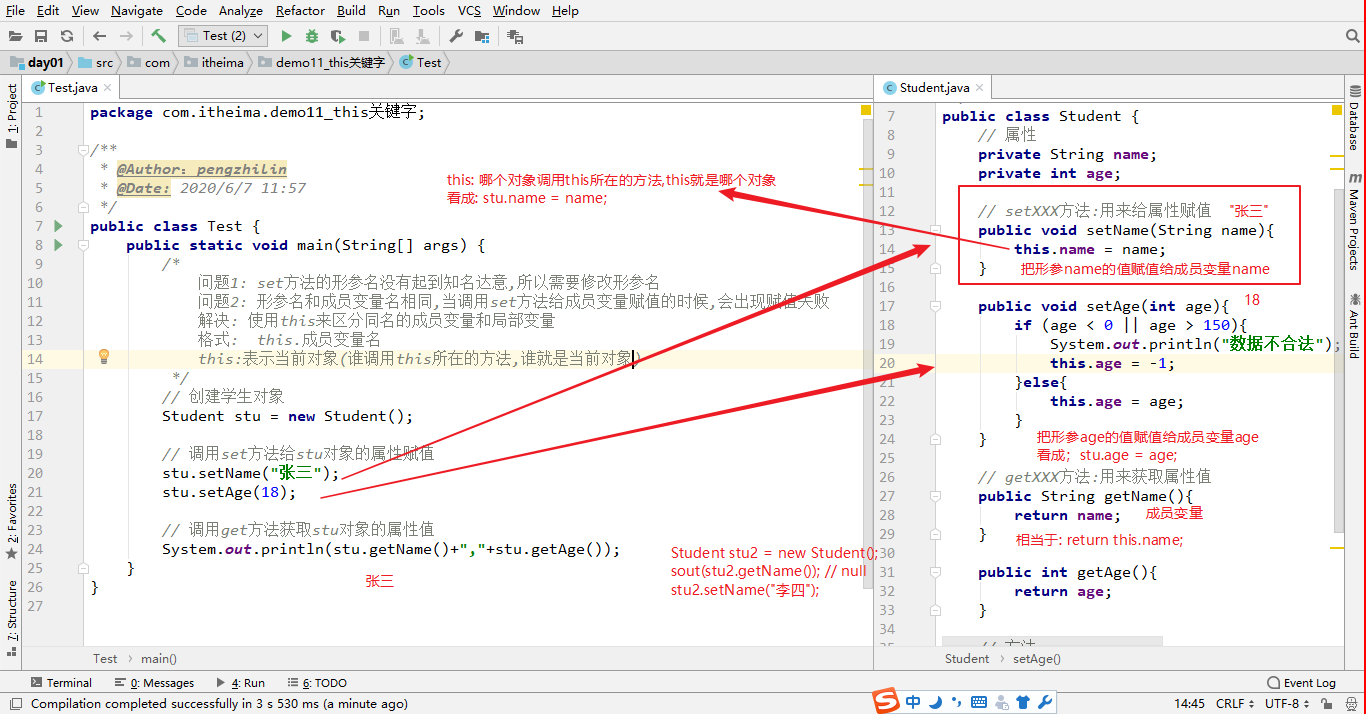 File Edit View Navigate Code Analyze Refactor Build Run Tools VCS Window Help
Test (2)
day01 src com itheima demo11_this关键字 Test
1: Project
2: Favorites
7: Structure
Test.java
1 package com.itheima.demo11_this关键字;
2
3 /**
4 * @Author：pengzhilin
5 * @Date: 2020/6/7 11:57
6 */
7 public class Test {
8 public static void main(String[] args) {
9 /*
10 问题1: set方法的形参名没有起到知名达意,所以需要修改形参名
11 问题2: 形参名和成员变量名相同,当调用set方法给成员变量赋值的时候,会出现赋值失败
12 解决: 使用this来区分同名的成员变量和局部变量
13 格式: this.成员变量名
14 this:表示当前对象(谁调用this所在的方法,谁就是当前对象)
15 */
16 // 创建学生对象
17 Student stu = new Student();
18
19 // 调用set方法给stu对象的属性赋值
20 stu.setName("张三");
21 stu.setAge(18);
22
23 // 调用get方法获取stu对象的属性值
24 System.out.println(stu.getName()+","+stu.getAge());
25 }
26 }
27
this: 哪个对象调用this所在的方法,this就是哪个对象
看成: stu.name = name;
张三
Student stu2 = new Student();
sout(stu2.getName()); // null
stu2.setName("李四");
Test main()
Student.java
7 public class Student {
8 // 属性
9 private String name;
10 private int age;
11
12 // setXXX方法:用来给属性赋值 "张三"
13 public void setName(String name){
14 this.name = name;
15 } 把形参name的值赋值给成员变量name
16
17 public void setAge(int age){ 18
18 if (age < 0 || age > 150){
19 System.out.println("数据不合法");
20 this.age = -1;
21 }else{
22 this.age = age;
23 }
24 } 把形参age的值赋值给成员变量age
25 看成；stu.age = age;
26 // getXXX方法:用来获取属性值
27 public String getName(){
28 return name; 成员变量
29 } 相当于: return this.name;
30
31 public int getAge(){
32 return age;
33 }
34
35 // 方法
Student setAge()
Database
Maven Projects
Ant Build
Terminal 0: Messages 4: Run 6: TODO Event Log
Compilation completed successfully in 3 s 530 ms (a minute ago) 中 14:45 CRLF UTF-8